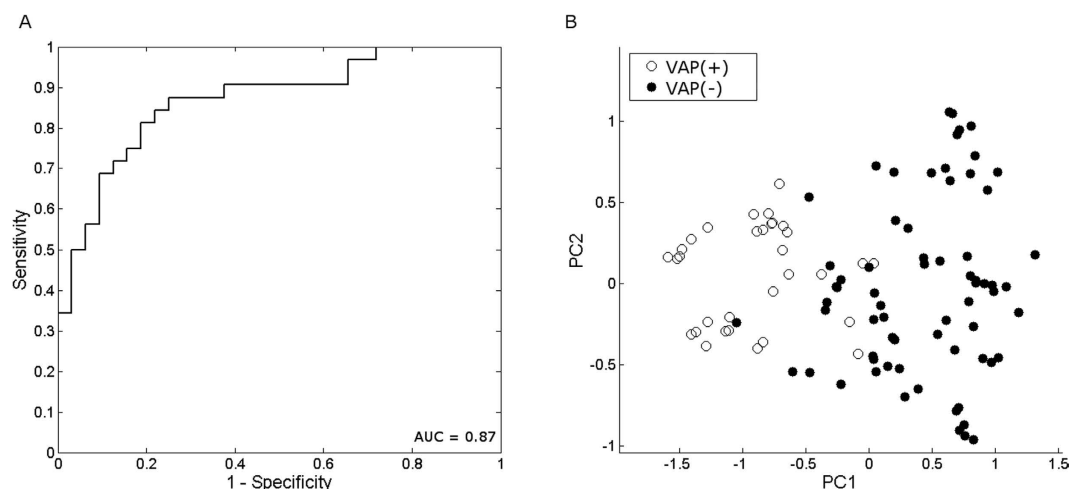 A
1
0.9
0.8
0.7
0.6
0.5
0.4
0.3
0.2
0.1
0
Sensitivity
0 0.2 0.4 0.6 0.8 1
1 - Specificity
AUC = 0.87
B
VAP(+)
VAP(-)
1
0.5
0
-0.5
-1
PC2
-1.5 -1 -0.5 0 0.5 1 1.5
PC1